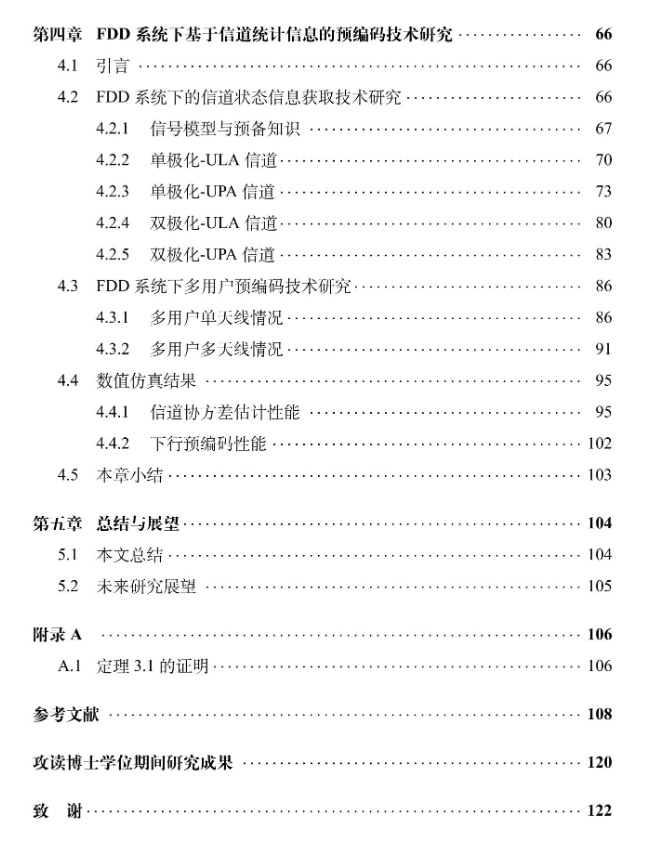 第四章 FDD 系统下基于信道统计信息的预编码技术研究 ················· 66
4.1 引言 ································································ 66
4.2 FDD 系统下的信道状态信息获取技术研究 ························ 66
4.2.1 信号模型与预备知识 ······································ 67
4.2.2 单极化-ULA 信道 ········································· 70
4.2.3 单极化-UPA 信道 ········································· 73
4.2.4 双极化-ULA 信道 ········································· 80
4.2.5 双极化-UPA 信道 ········································· 83
4.3 FDD 系统下多用户预编码技术研究 ······························· 86
4.3.1 多用户单天线情况 ········································ 86
4.3.2 多用户多天线情况 ········································ 91
4.4 数值仿真结果 ···················································· 95
4.4.1 信道协方差估计性能 ······································ 95
4.4.2 下行预编码性能 ·········································· 102
4.5 本章小结 ························································· 103
第五章 总结与展望 ······················································ 104
5.1 本文总结 ························································· 104
5.2 未来研究展望 ···················································· 105
附录 A ································································· 106
A.1 定理 3.1 的证明 ·················································· 106
参考文献 ································································ 108
攻读博士学位期间研究成果 ·············································· 120
致 谢 ··································································· 122